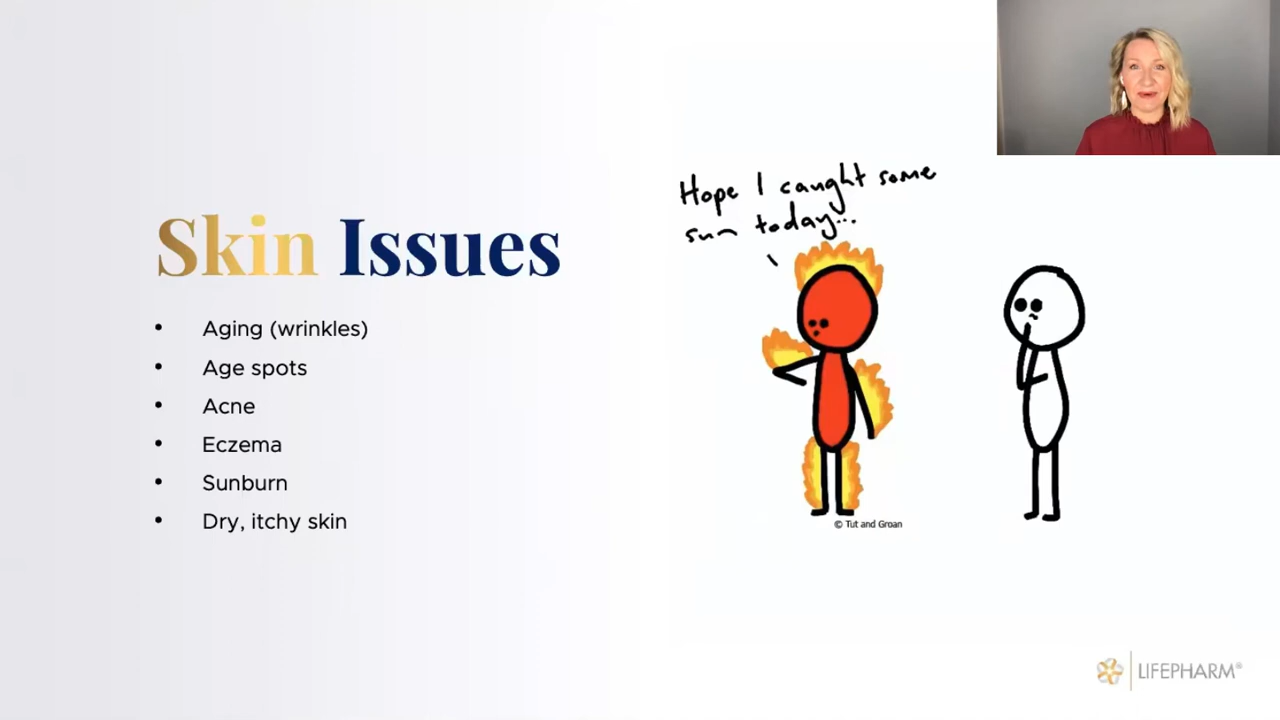 Skin Issues
• Aging (wrinkles)
• Age spots
• Acne
• Eczema
• Sunburn
• Dry, itchy skin
Hope I caught some
sun today...
© Tut and Groan
LIFEPHARM®